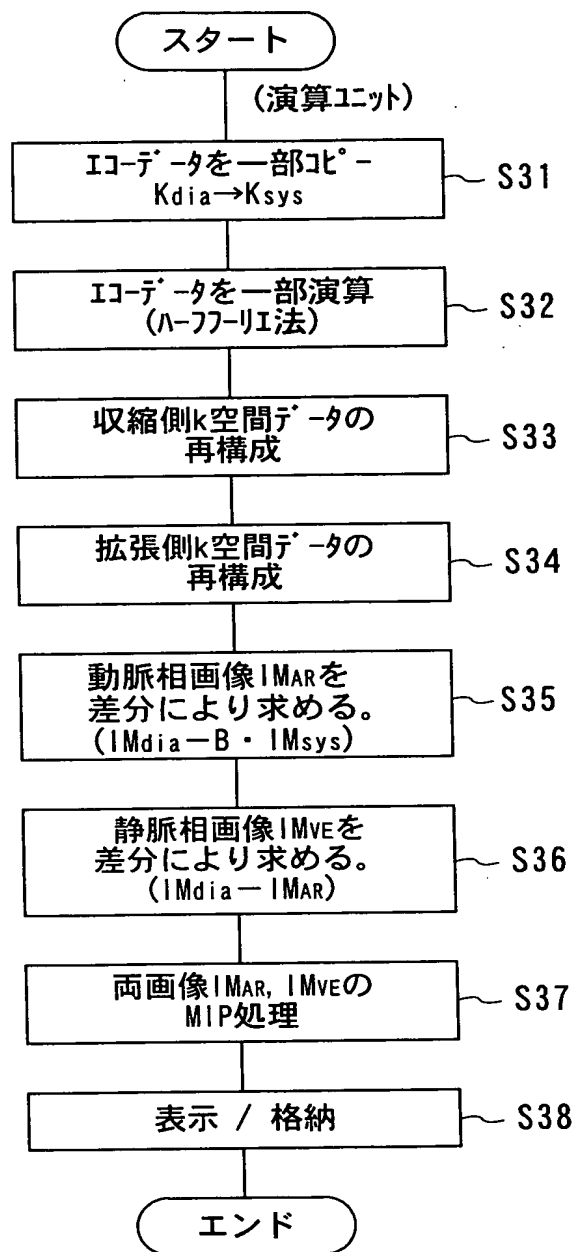 スタート
(演算ﾕﾆｯﾄ)
ｴｺｰﾃﾞｰﾀを一部ｺﾋﾟｰ
Kdia→Ksys
S31
ｴｺｰﾃﾞｰﾀを一部演算
(ﾊｰﾌﾌｰﾘｴ法)
S32
収縮側k空間ﾃﾞｰﾀの
再構成
S33
拡張側k空間ﾃﾞｰﾀの
再構成
S34
動脈相画像IMARを
差分により求める。
(IMdia－B・IMsys)
S35
静脈相画像IMVEを
差分により求める。
(IMdia－IMAR)
S36
両画像IMAR, IMVEの
MIP処理
S37
表示 / 格納
S38
エンド